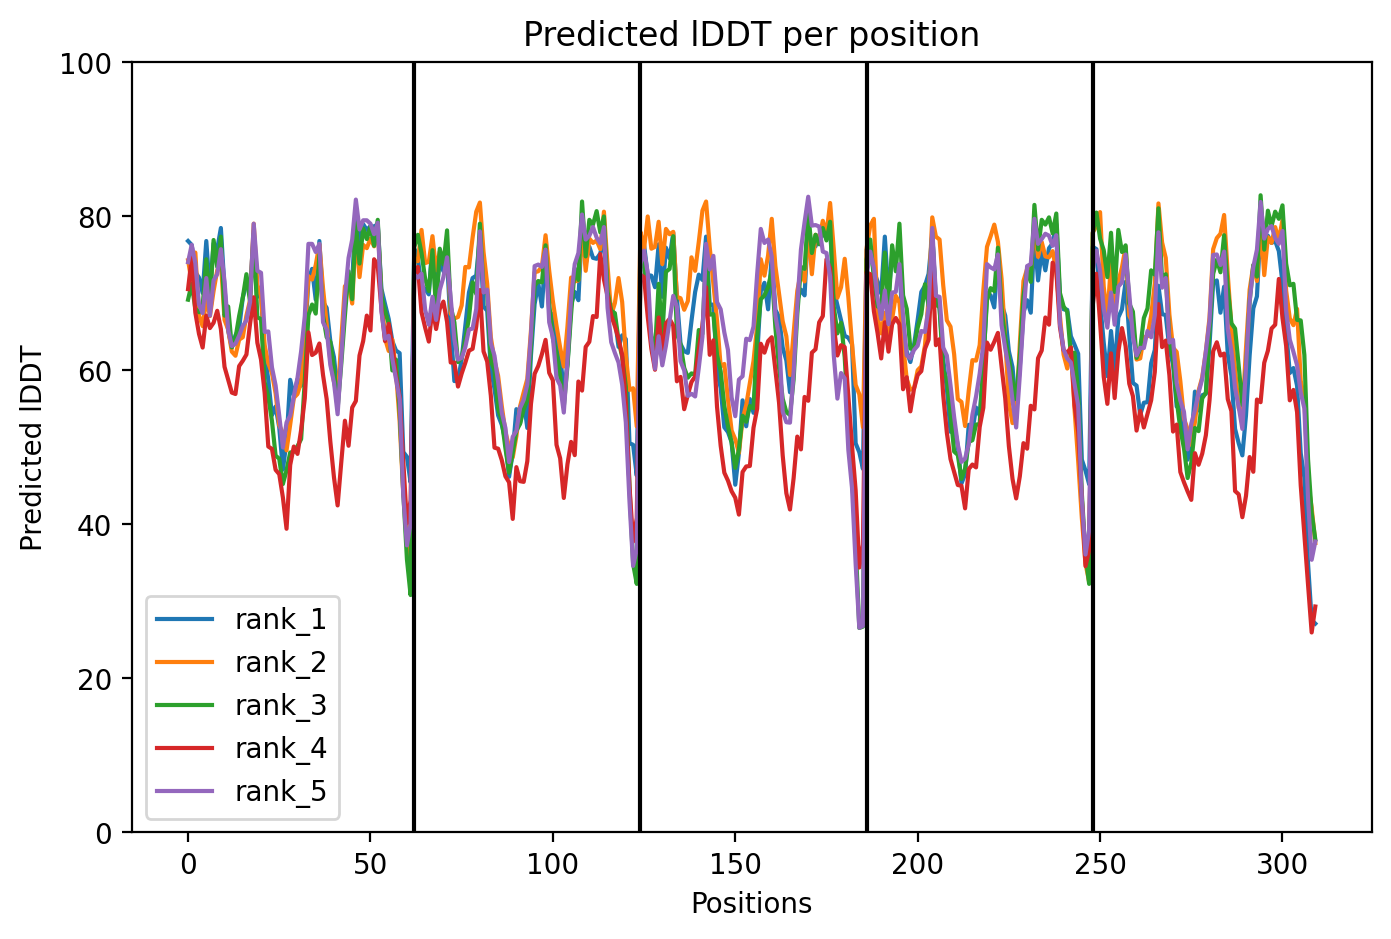 Predicted lDDT per position
100
80
60
40
20
0
Predicted lDDT
rank_1
rank_2
rank_3
rank_4
rank_5
0 50 100 150 200 250 300
Positions